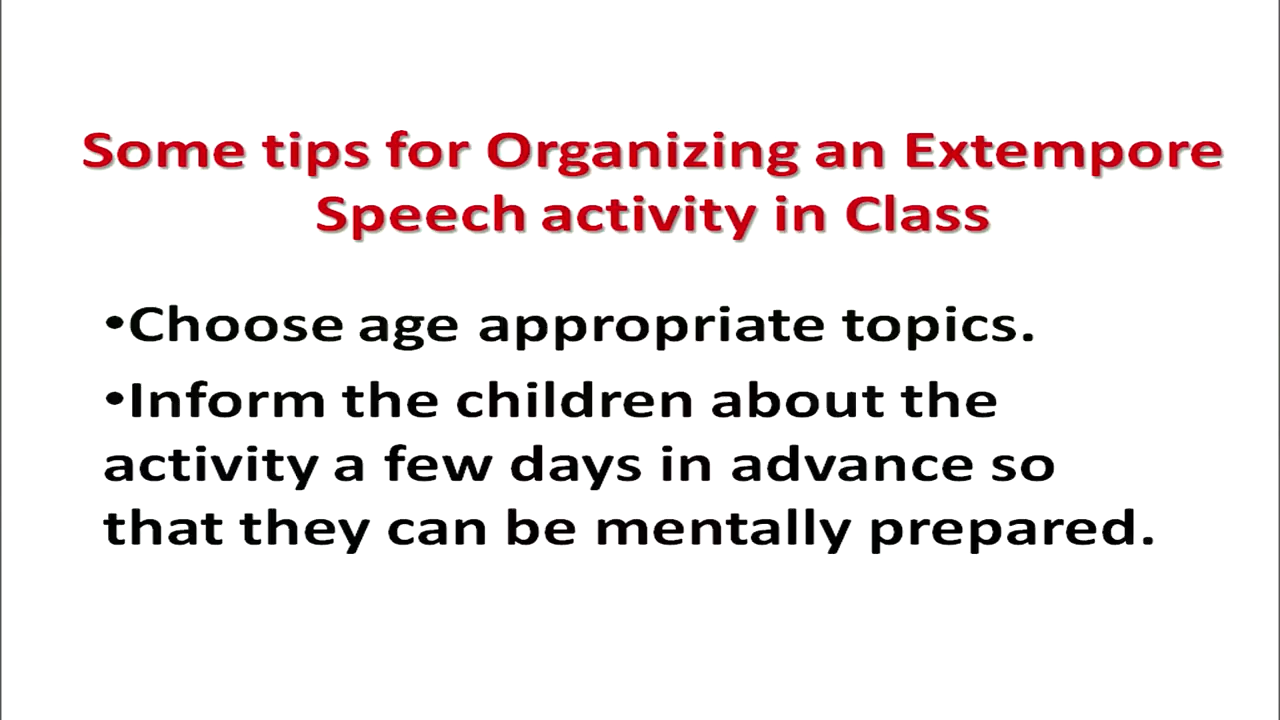 Some tips for Organizing an Extempore
Speech activity in Class
•Choose age appropriate topics.
•Inform the children about the
activity a few days in advance so
that they can be mentally prepared.